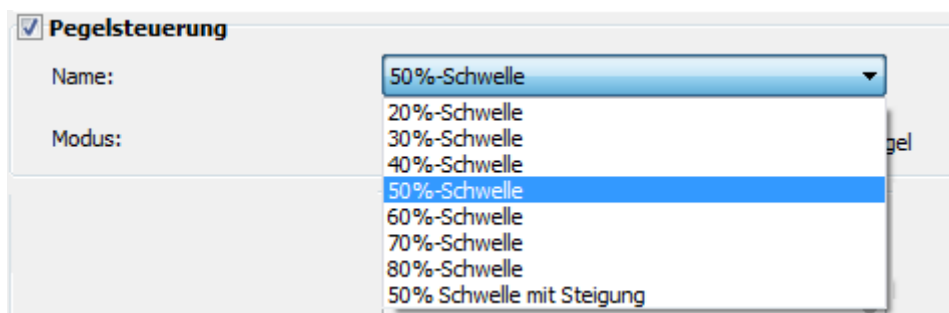 Pegelsteuerung
Name: 50%-Schwelle
20%-Schwelle
30%-Schwelle
Modus: gel
40%-Schwelle
50%-Schwelle
60%-Schwelle
70%-Schwelle
80%-Schwelle
50% Schwelle mit Steigung